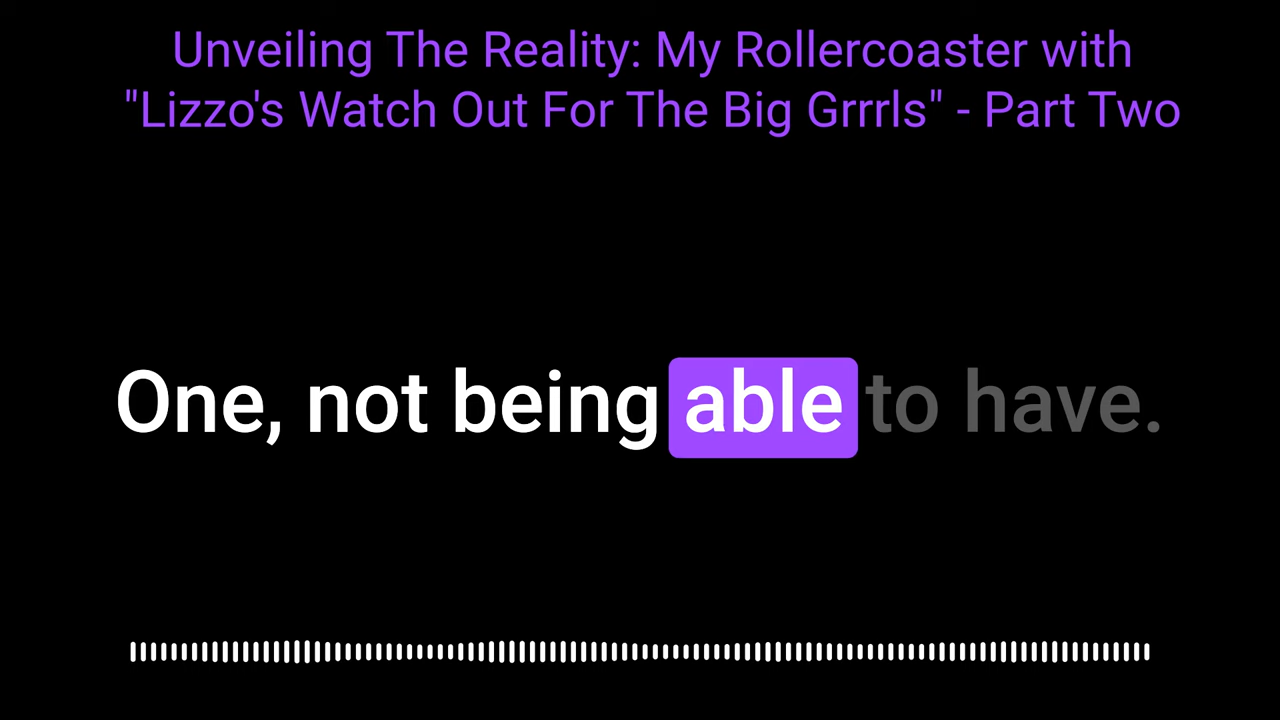 Unveiling The Reality: My Rollercoaster with
"Lizzo's Watch Out For The Big Grrrls" - Part Two
One, not being able to have.